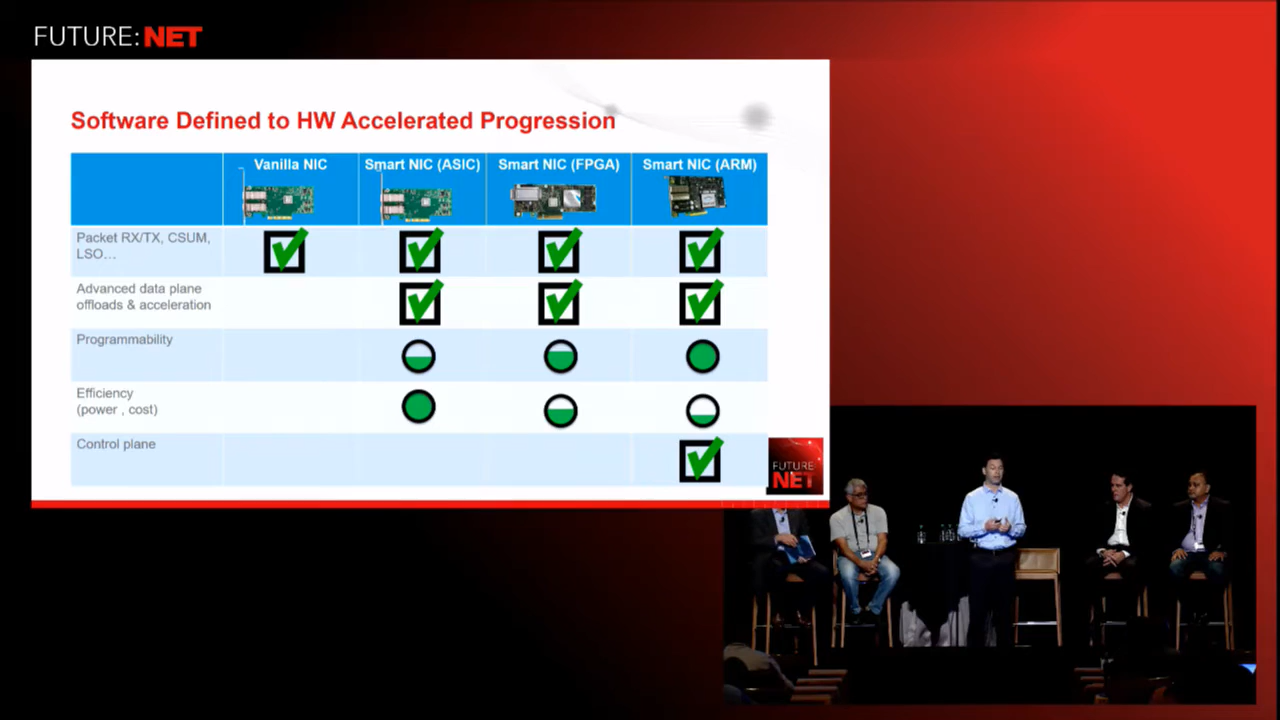 FUTURE:NET
Software Defined to HW Accelerated Progression
Vanilla NIC
Smart NIC (ASIC)
Smart NIC (FPGA)
Smart NIC (ARM)
Packet RX/TX, CSUM,
LSO...
Advanced data plane
offloads & acceleration
Programmability
Efficiency
(power , cost)
Control plane
FUTURE:
NET